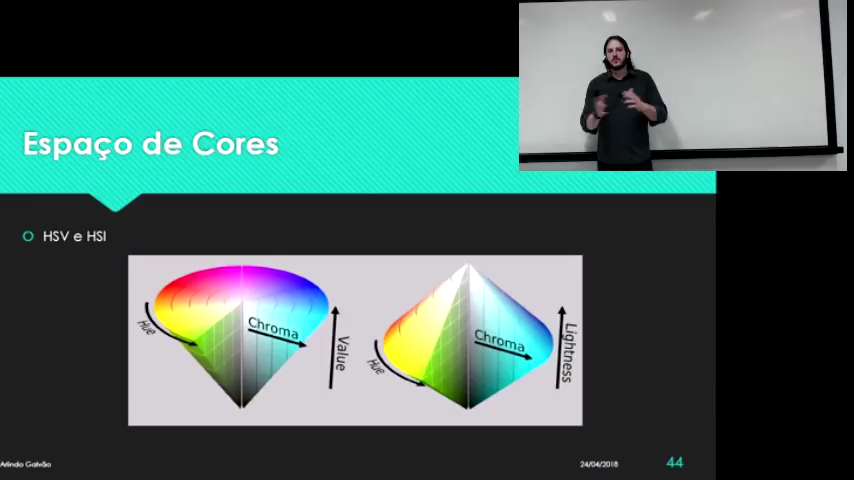 Espaço de Cores
HSV e HSI
Hue
Chroma
Value
Hue
Chroma
Lightness
Arlindo Galvão
24/04/2018
44